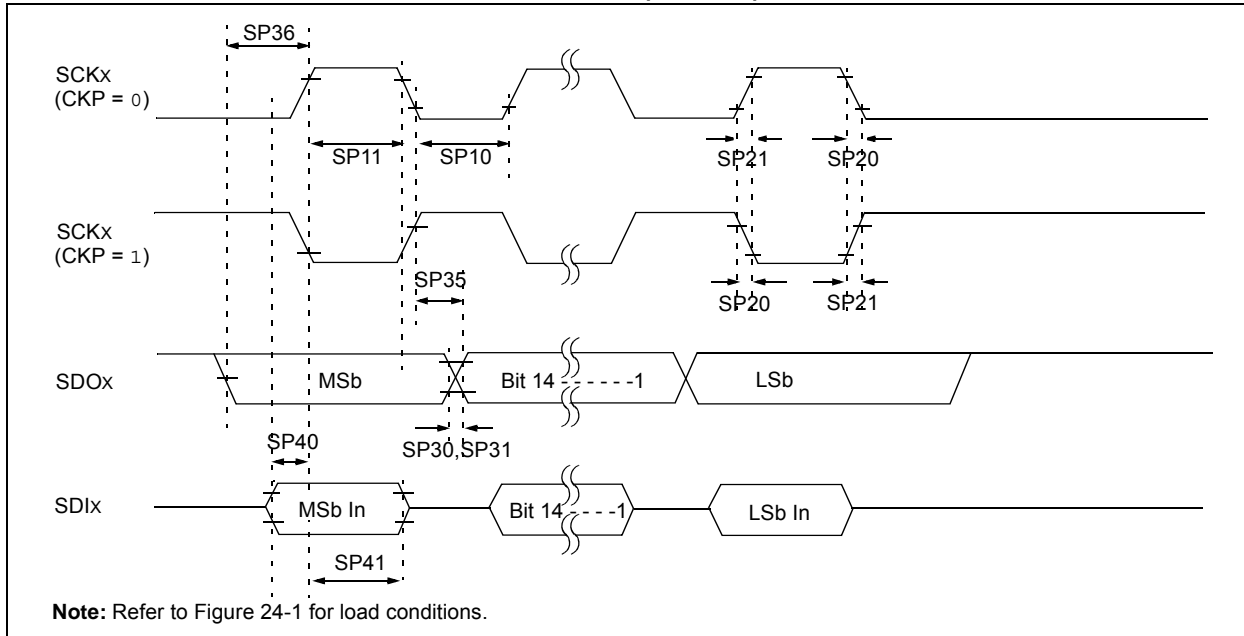 SP36
SCKx
(CKP = 0)
SP11
SP10
SP21
SP20
SCKx
(CKP = 1)
SP35
SP20
SP21
SDOx
MSb
Bit 14 - - - - - -1
LSb
SP40
SP30,SP31
SDIx
MSb In
Bit 14 - - - -1
LSb In
SP41
Note: Refer to Figure 24-1 for load conditions.